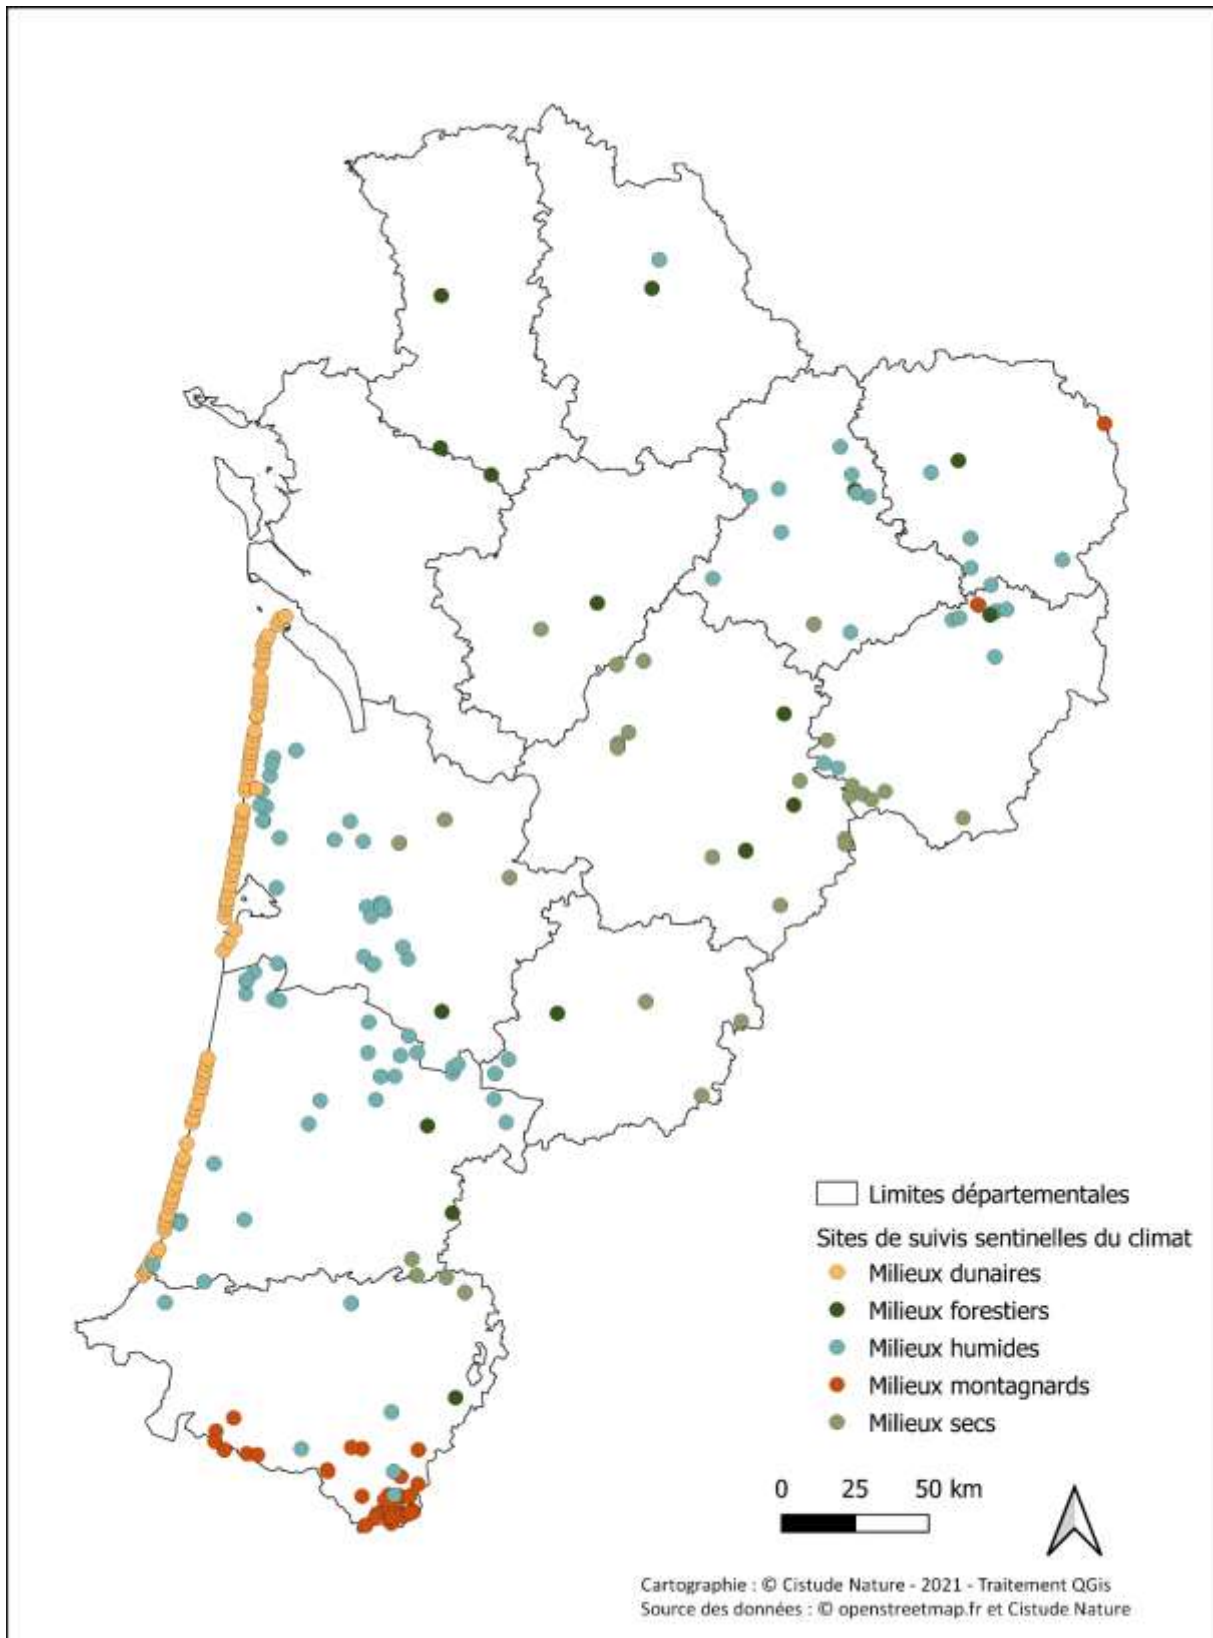 Limites départementales
Sites de suivis sentinelles du climat
Milieux dunaires
Milieux forestiers
Milieux humides
Milieux montagnards
Milieux secs
0 25 50 km
Cartographie : © Cistude Nature - 2021 - Traitement QGis
Source des données : © openstreetmap.fr et Cistude Nature